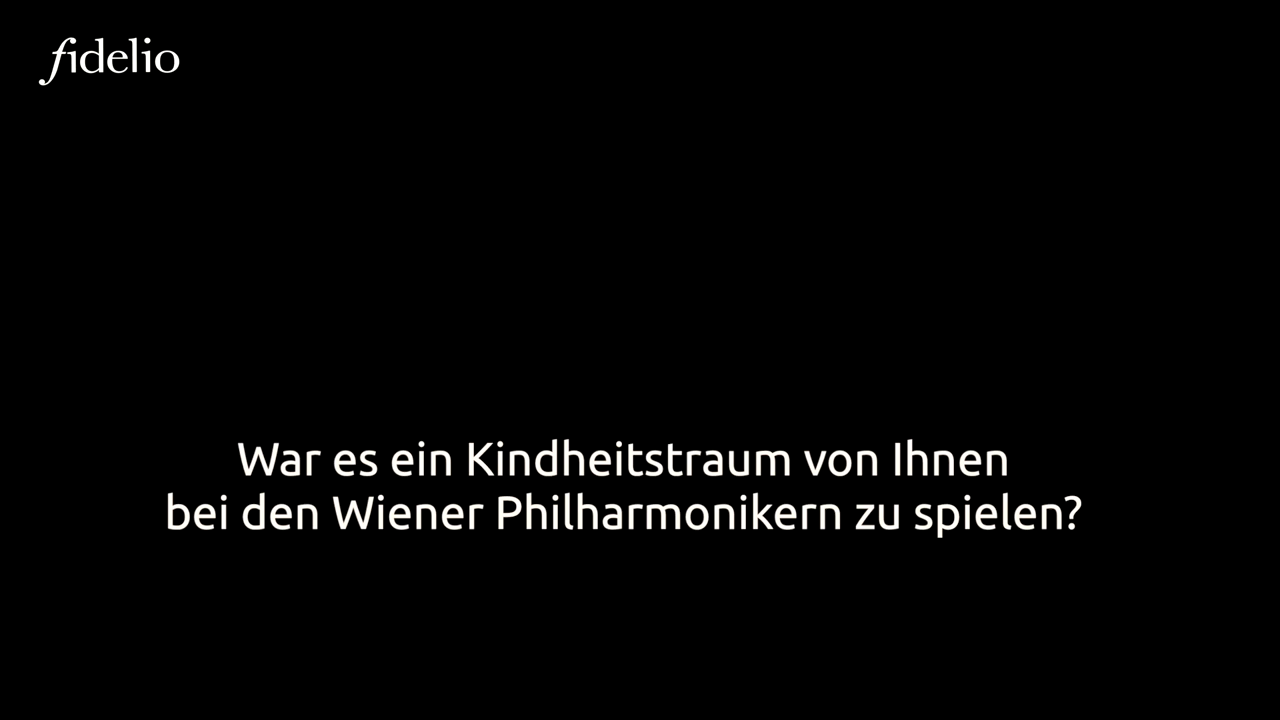 fidelio
War es ein Kindheitstraum von Ihnen
bei den Wiener Philharmonikern zu spielen?